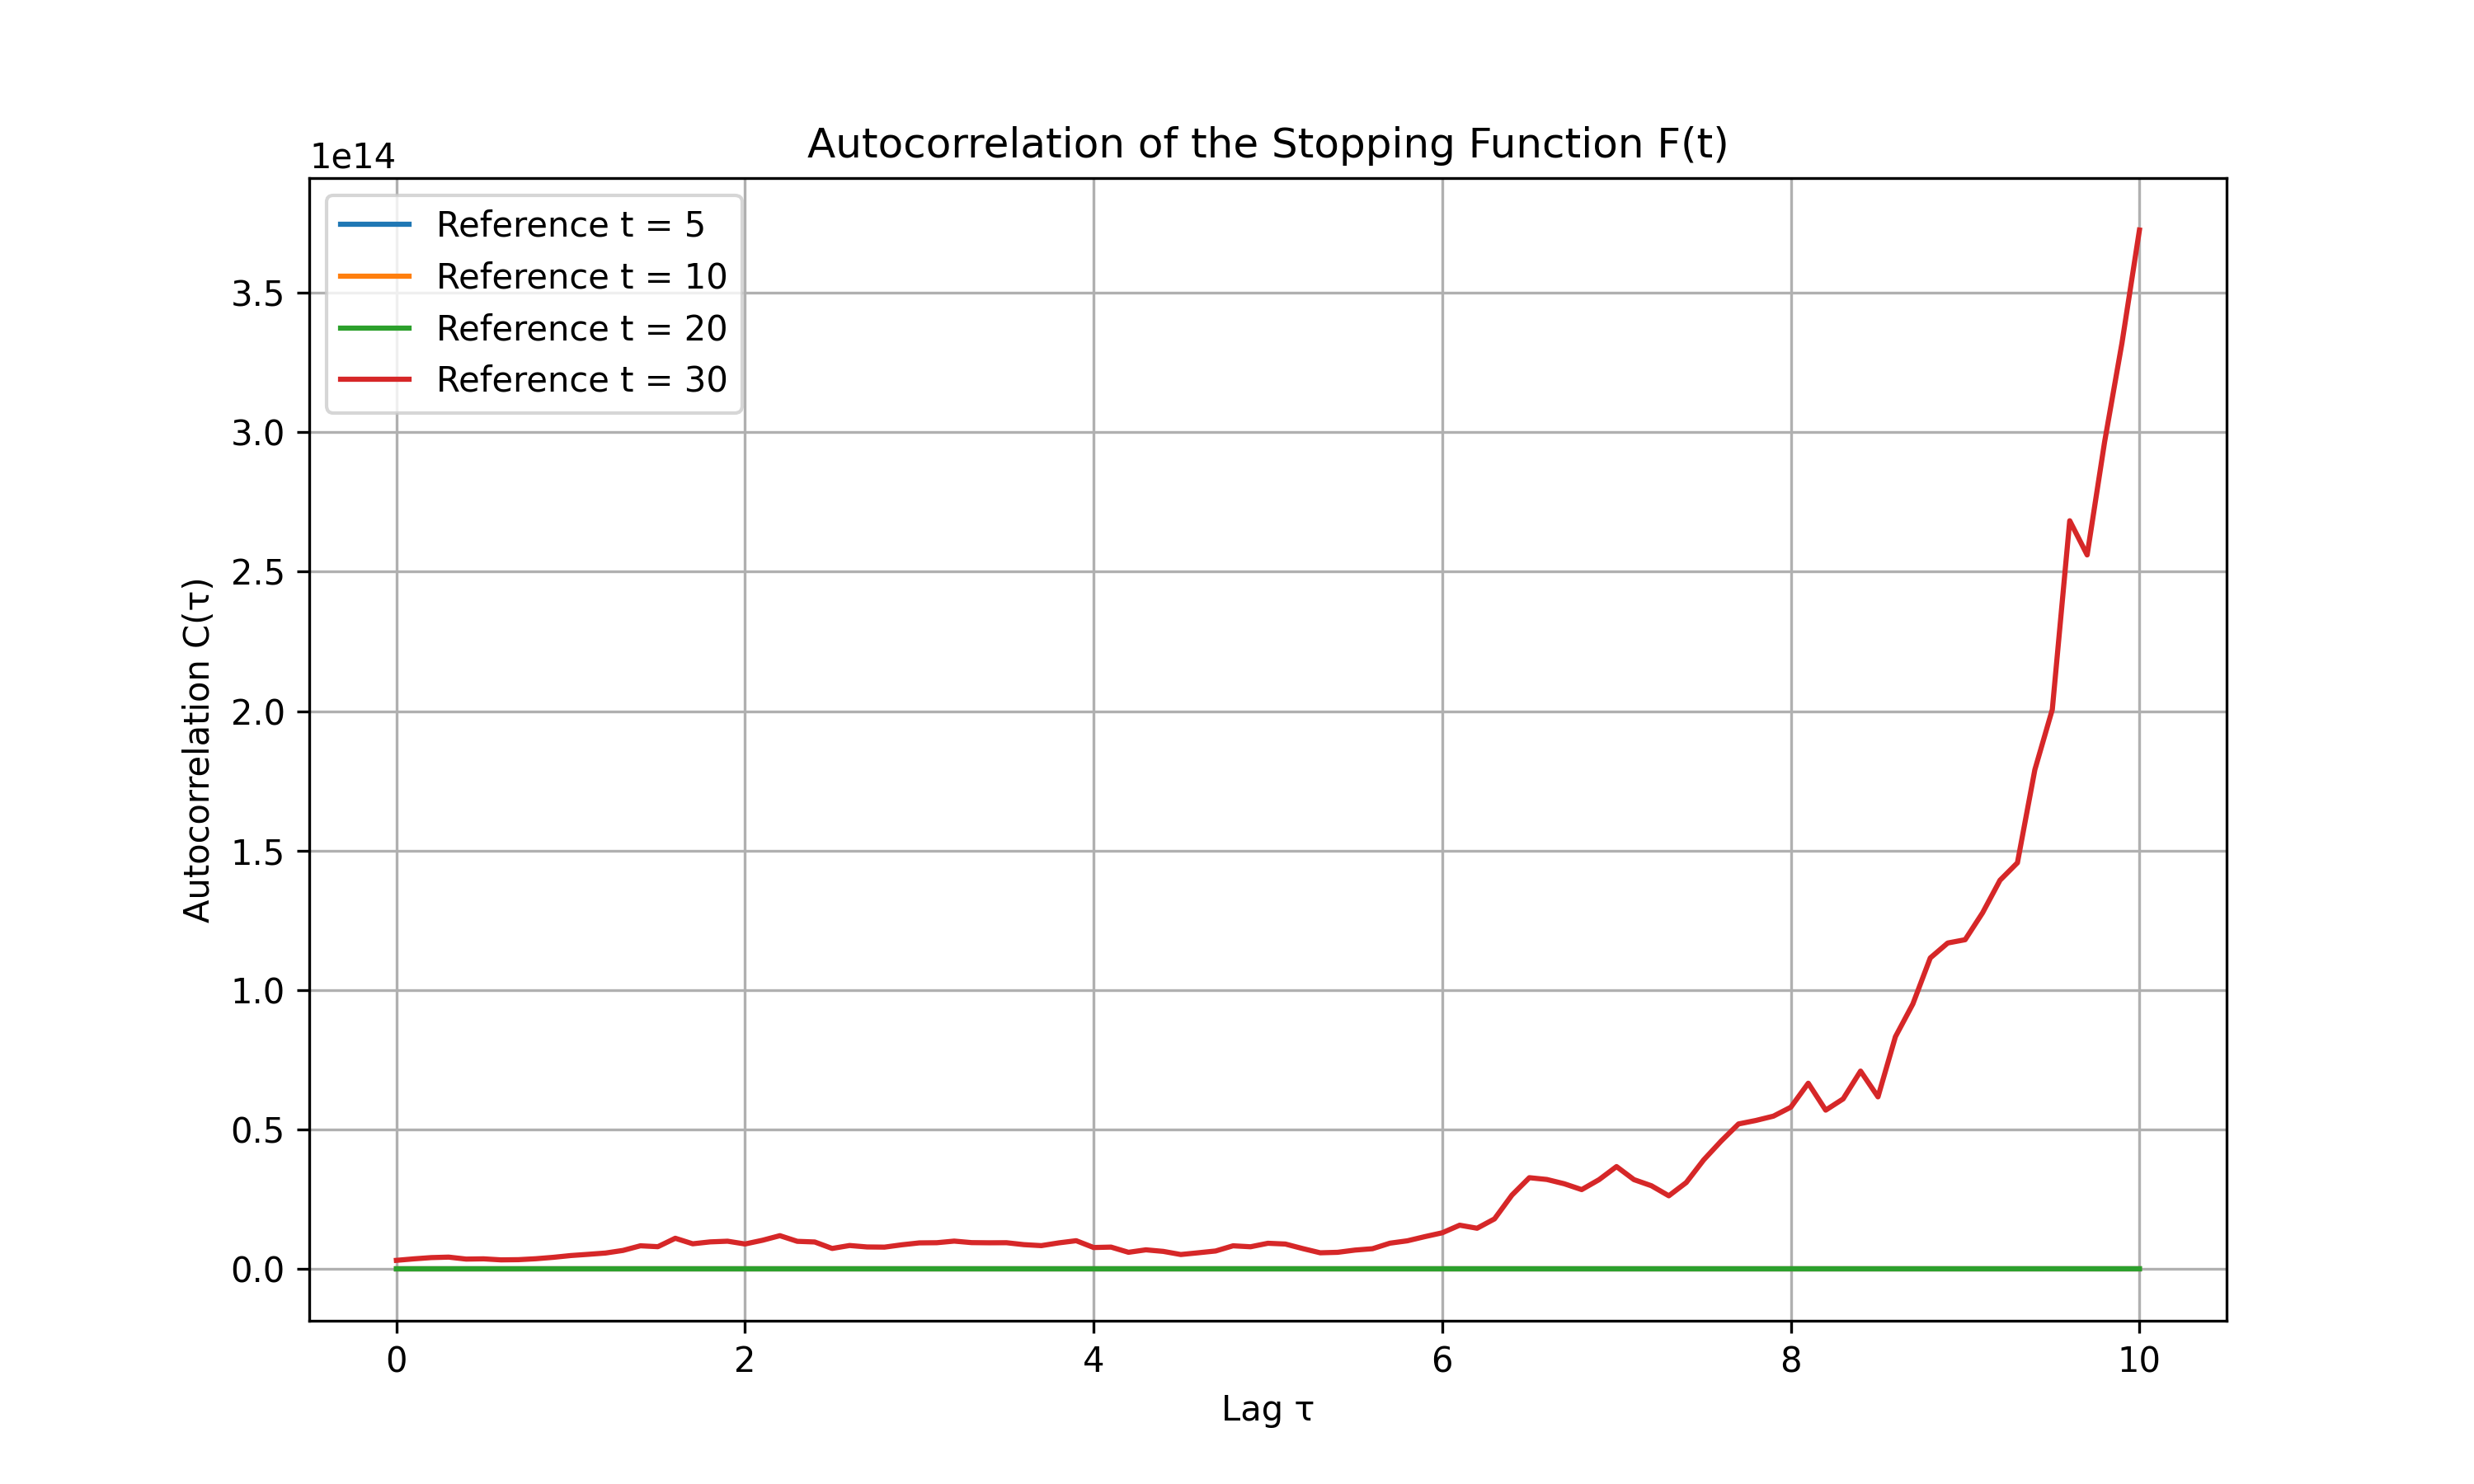 Autocorrelation of the Stopping Function F(t)
1e14
Reference t = 5
Reference t = 10
Reference t = 20
Reference t = 30
3.5
3.0
2.5
2.0
1.5
1.0
0.5
0.0
Autocorrelation C(τ)
0 2 4 6 8 10
Lag τ